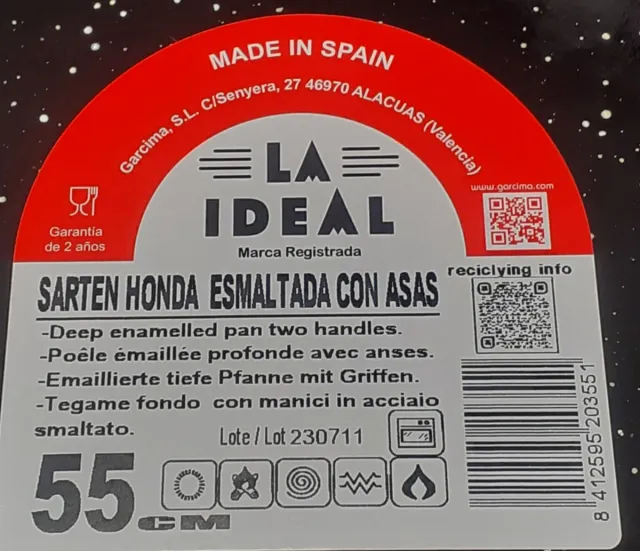 MADE IN SPAIN
Garcima, S.L. C/Senyera, 27 46970 ALACUAS (Valencia)
LA
IDEAL
Marca Registrada
Garantía
de 2 años
www.garcima.com
reciclying info
SARTEN HONDA ESMALTADA CON ASAS
-Deep enamelled pan two handles.
-Poêle émaillée profonde avec anses.
-Emaillierte tiefe Pfanne mit Griffen.
-Tegame fondo con manici in acciaio
smaltato.
Lote / Lot 230711
55CM
8 412595 203551